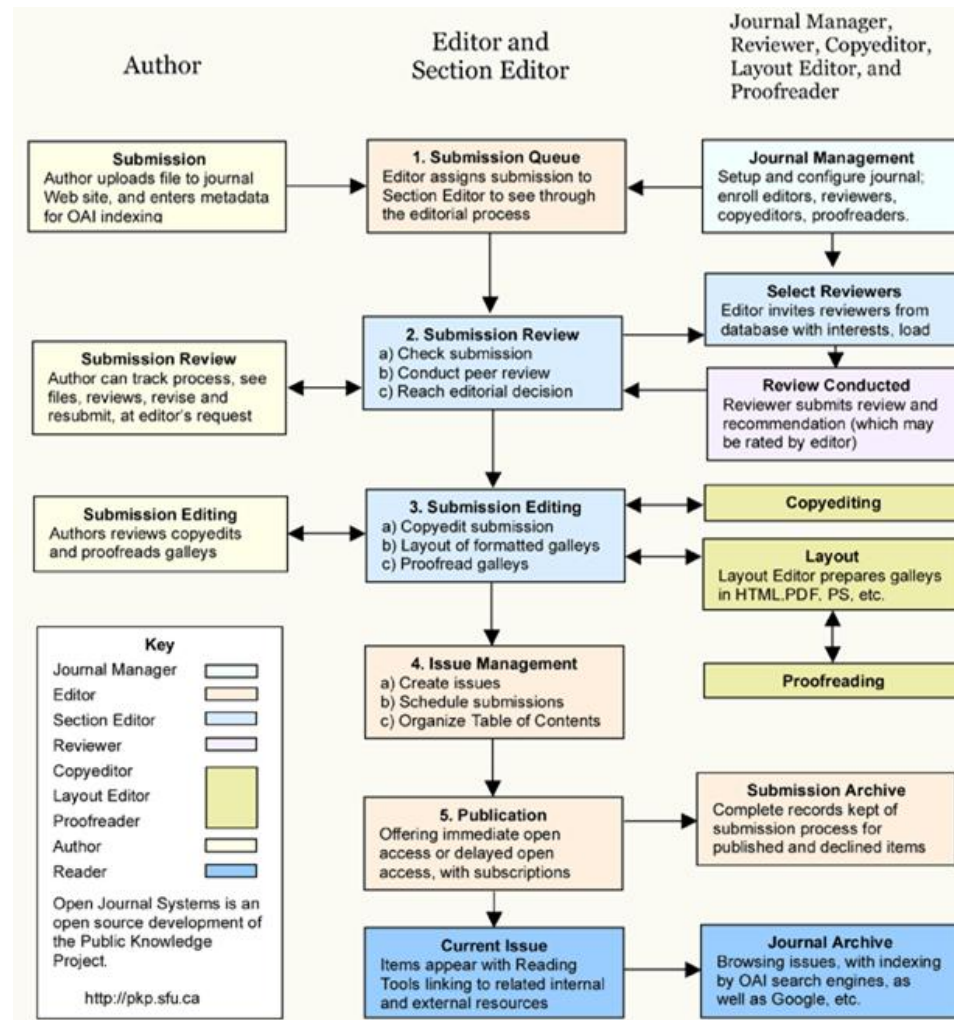 Author
Editor and
Section Editor
Journal Manager,
Reviewer, Copyeditor,
Layout Editor, and
Proofreader
Submission
Author uploads file to journal
Web site, and enters metadata
for OAI indexing
1. Submission Queue
Editor assigns submission to
Section Editor to see through
the editorial process
Journal Management
Setup and configure journal;
enroll editors, reviewers,
copyeditors, proofreaders.
Select Reviewers
Editor invites reviewers from
database with interests, load
2. Submission Review
a) Check submission
b) Conduct peer review
c) Reach editorial decision
Submission Review
Author can track process, see
files, reviews, revise and
resubmit, at editor's request
Review Conducted
Reviewer submits review and
recommendation (which may
be rated by editor)
3. Submission Editing
a) Copyedit submission
b) Layout of formatted galleys
c) Proofread galleys
Submission Editing
Authors reviews copyedits
and proofreads galleys
Copyediting
Layout
Layout Editor prepares galleys
in HTML.PDF. PS, etc.
Proofreading
Key
Journal Manager
Editor
Section Editor
Reviewer
Copyeditor
Layout Editor
Proofreader
Author
Reader
Open Journal Systems is an
open source development of
the Public Knowledge
Project.
http://pkp.sfu.ca
4. Issue Management
a) Create issues
b) Schedule submissions
c) Organize Table of Contents
5. Publication
Offering immediate open
access or delayed open
access, with subscriptions
Submission Archive
Complete records kept of
submission process for
published and declined items
Current Issue
Items appear with Reading
Tools linking to related internal
and external resources
Journal Archive
Browsing issues, with indexing
by OAI search engines, as
well as Google, etc.